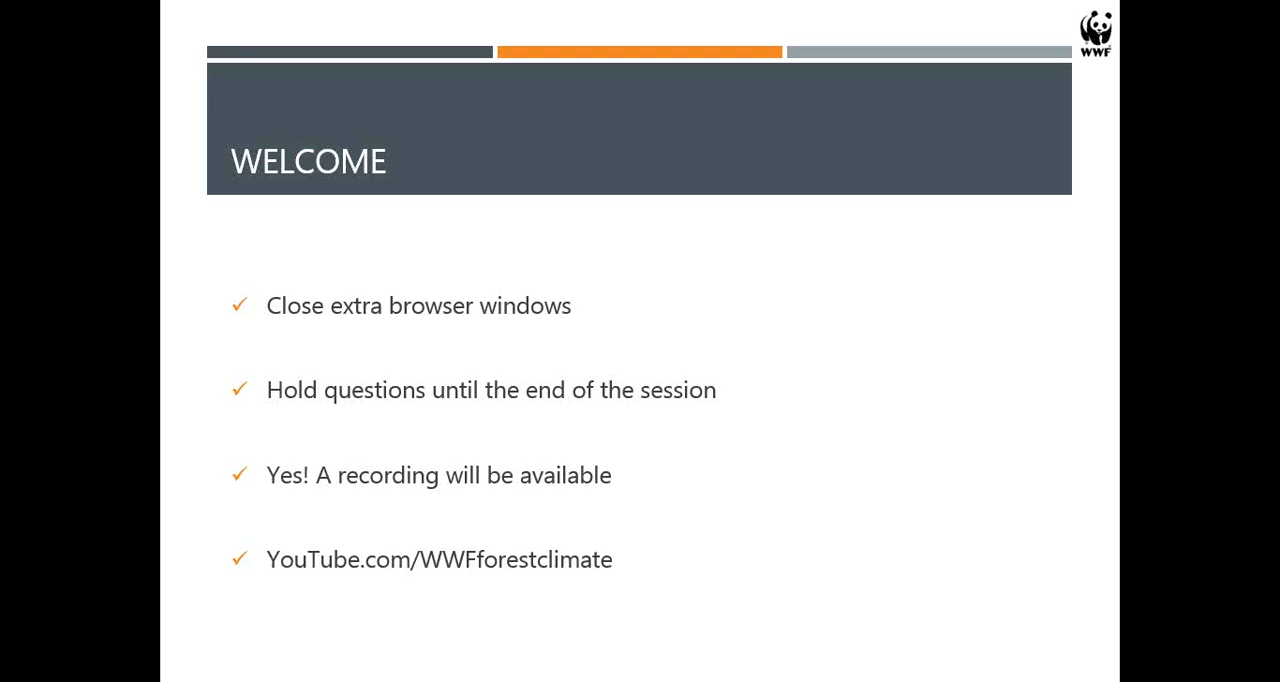 WWF
WELCOME
Close extra browser windows
Hold questions until the end of the session
Yes! A recording will be available
YouTube.com/WWFforestclimate